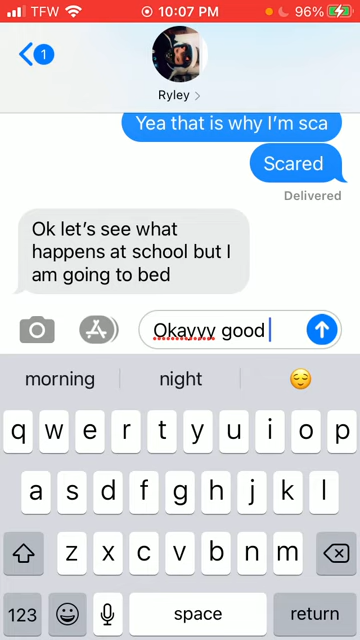 TFW 10:07 PM 96%
1
Ryley
Yea that is why I'm sca
Scared
Delivered
Ok let's see what
happens at school but I
am going to bed
Okayyy good
morning night
q w e r t y u i o p
a s d f g h j k l
z x c v b n m
123 space return